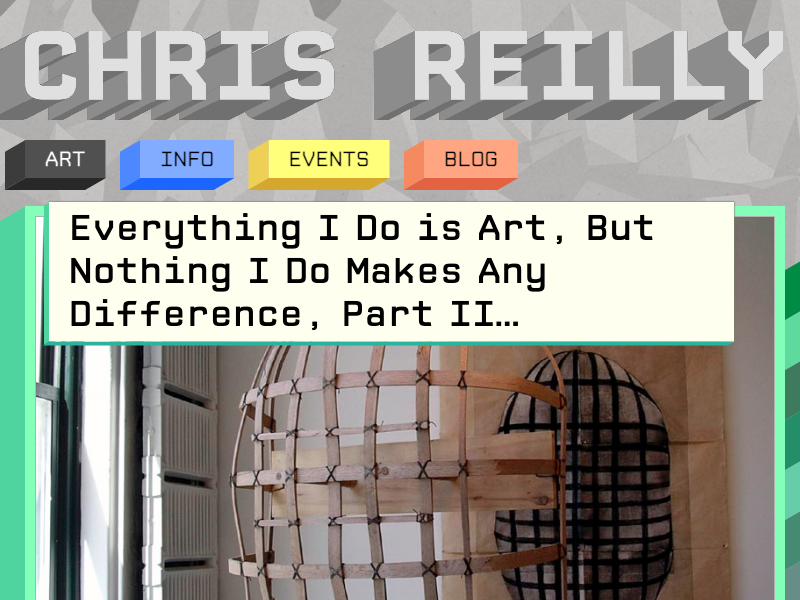 CHRIS REILLY
ART INFO EVENTS BLOG
Everything I Do is Art, But
Nothing I Do Makes Any
Difference, Part II…